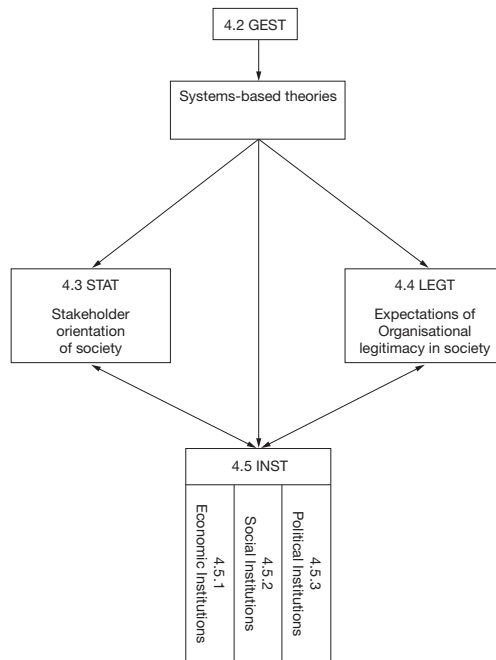 4.2 GEST
Systems-based theories
4.3 STAT
Stakeholder
orientation
of society
4.4 LEGT
Expectations of
Organisational
legitimacy in society
4.5 INST
4.5.1
Economic Institutions
4.5.2
Social Institutions
4.5.3
Political Institutions